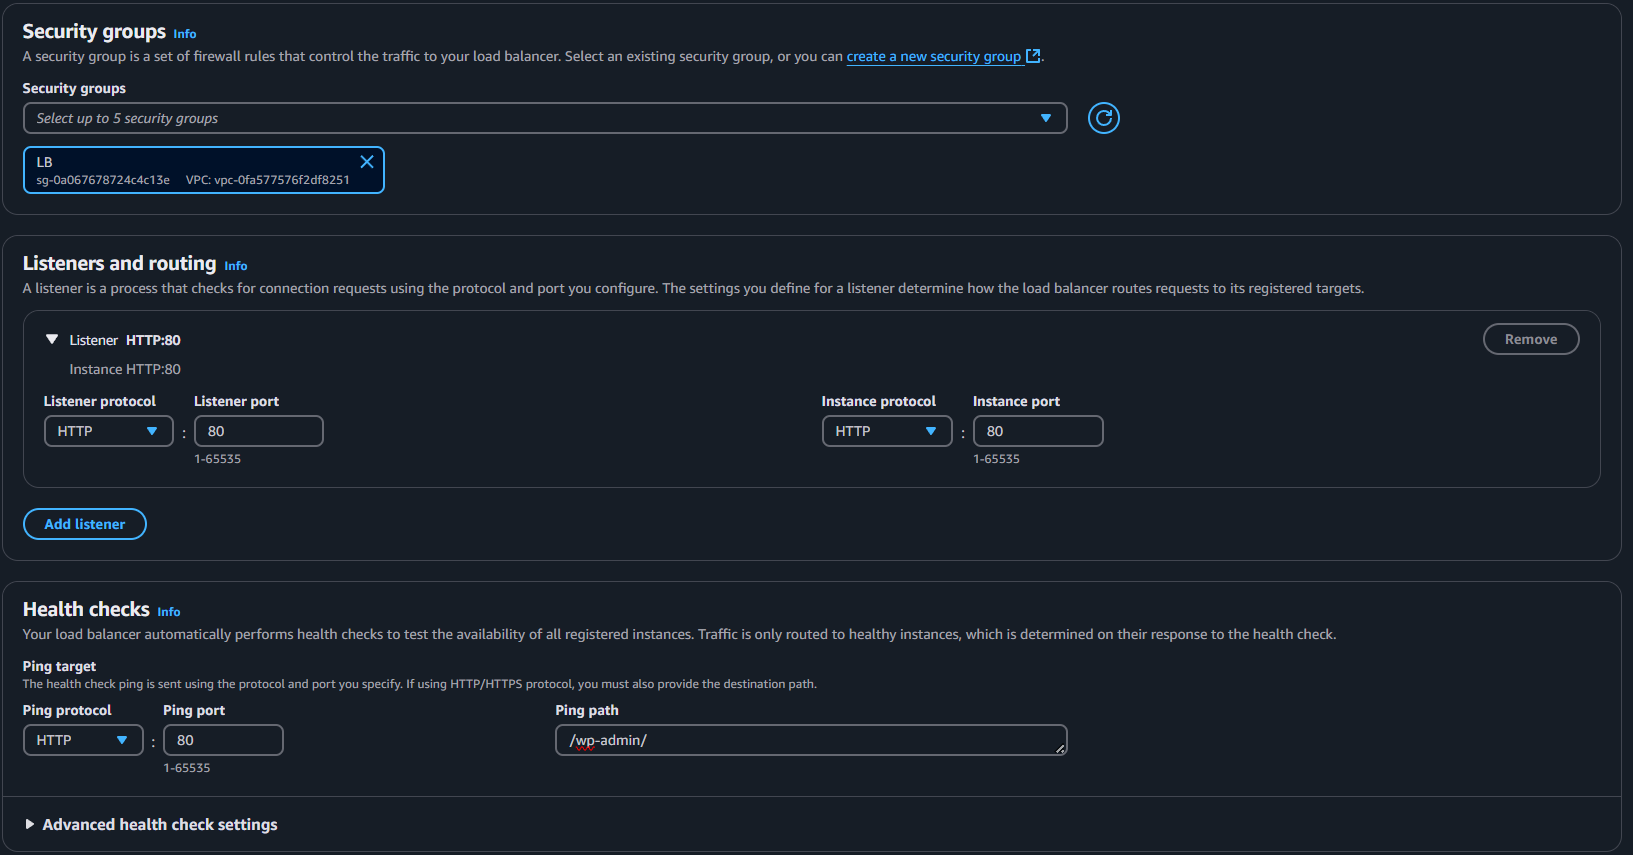 Security groups Info
A security group is a set of firewall rules that control the traffic to your load balancer. Select an existing security group, or you can create a new security group.
Security groups
Select up to 5 security groups
LB
sg-0a067678724c4c13e VPC: vpc-0fa577576f2df8251
Listeners and routing Info
A listener is a process that checks for connection requests using the protocol and port you configure. The settings you define for a listener determine how the load balancer routes requests to its registered targets.
Listener HTTP:80
Remove
Instance HTTP:80
Listener protocol Listener port Instance protocol Instance port
HTTP : 80 HTTP : 80
1-65535 1-65535
Add listener
Health checks Info
Your load balancer automatically performs health checks to test the availability of all registered instances. Traffic is only routed to healthy instances, which is determined on their response to the health check.
Ping target
The health check ping is sent using the protocol and port you specify. If using HTTP/HTTPS protocol, you must also provide the destination path.
Ping protocol Ping port Ping path
HTTP : 80 /wp-admin/
1-65535
Advanced health check settings